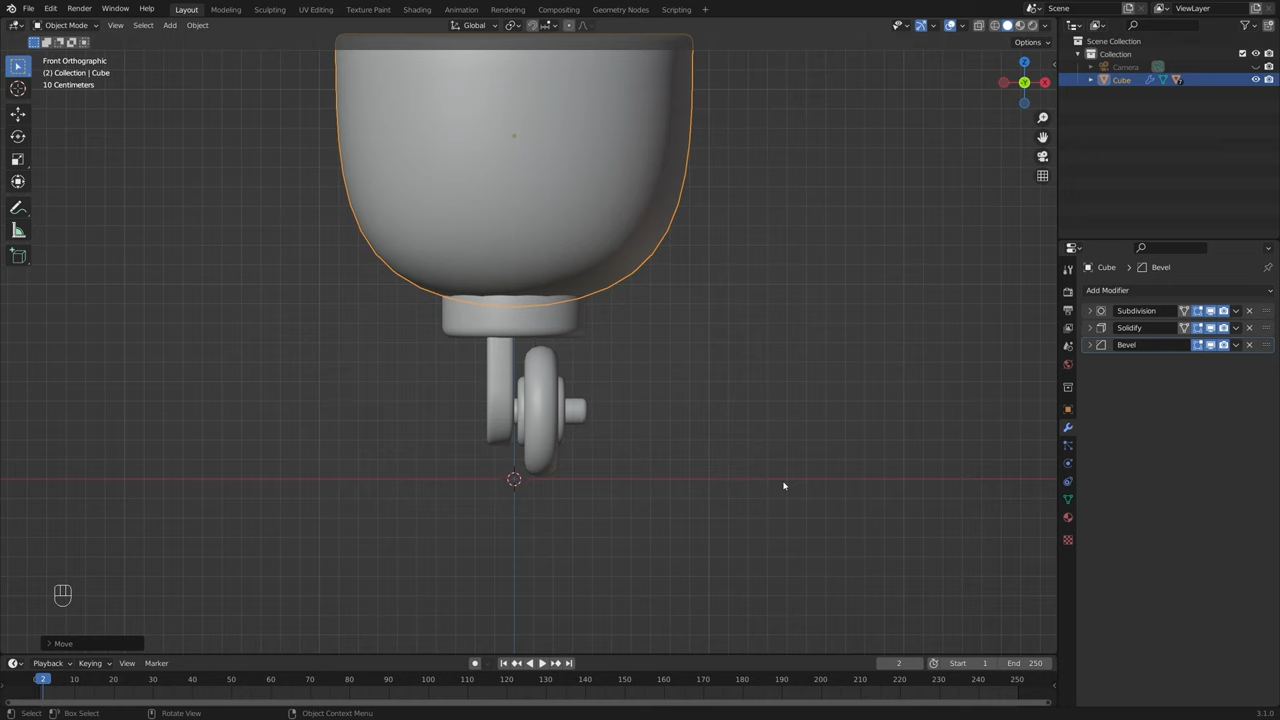 File Edit Render Window Help Layout Modeling Sculpting UV Editing Texture Paint Shading Animation Rendering Compositing Geometry Nodes Scripting Scene ViewLayer
Object Mode View Select Add Object Global
Options
Front Orthographic
(2) Collection | Cube
10 Centimeters
Z
X
Y
Scene Collection
Collection
Camera
Cube
Cube Bevel
Add Modifier
Subdivision
Solidify
Bevel
Move
Playback Keying View Marker 2 Start 1 End 250
2 10 20 30 40 50 60 70 80 90 100 110 120 130 140 150 160 170 180 190 200 210 220 230 240 250
Select Box Select Rotate View Object Context Menu 3.1.0